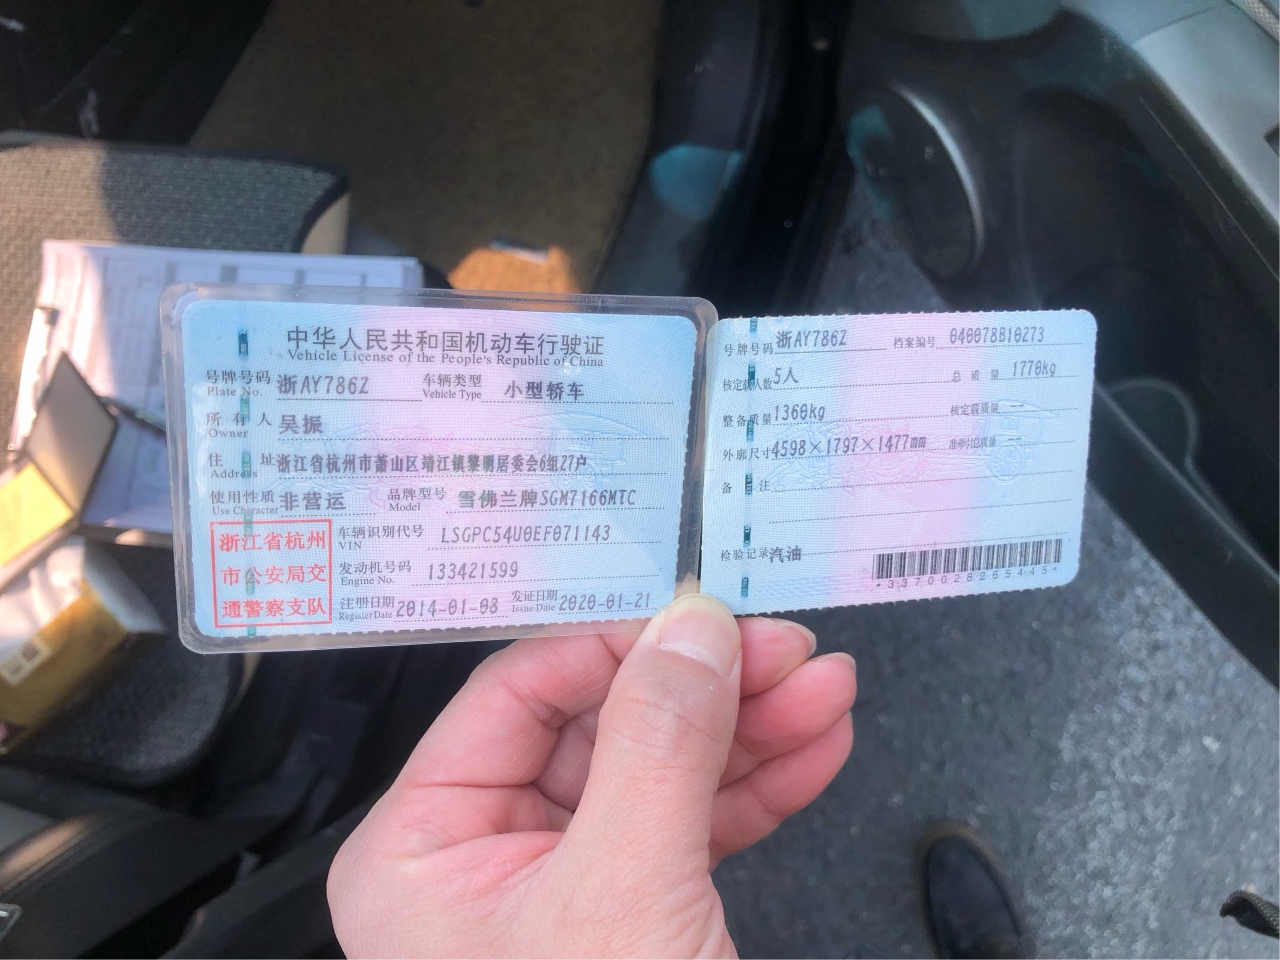 中华人民共和国机动车行驶证
Vehicle License of the People's Republic of China
号牌号码 浙AY786Z 车辆类型 小型轿车
Plate No. Vehicle Type
所有人 吴振
Owner
住址 浙江省杭州市萧山区靖江镇黎明居委会6组27户
Address
使用性质 非营运 品牌型号 雪佛兰牌SGM7166MTC
Use Character Model
浙江省杭州
市公安局交
通警察支队
车辆识别代号 LSGPC54U0EF071143
VIN
发动机号码 133421599
Engine No.
注册日期 2014-01-08 发证日期 2020-01-21
Register Date Issue Date
号牌号码 浙AY786Z 档案编号 040078B10273
核定载人数 5人 总质量 1770kg
整备质量 1360kg 核定载质量 --
外廓尺寸 4598×1797×1477mm 准牵引总质量 --
备注
检验记录 汽油
*3370028265445*